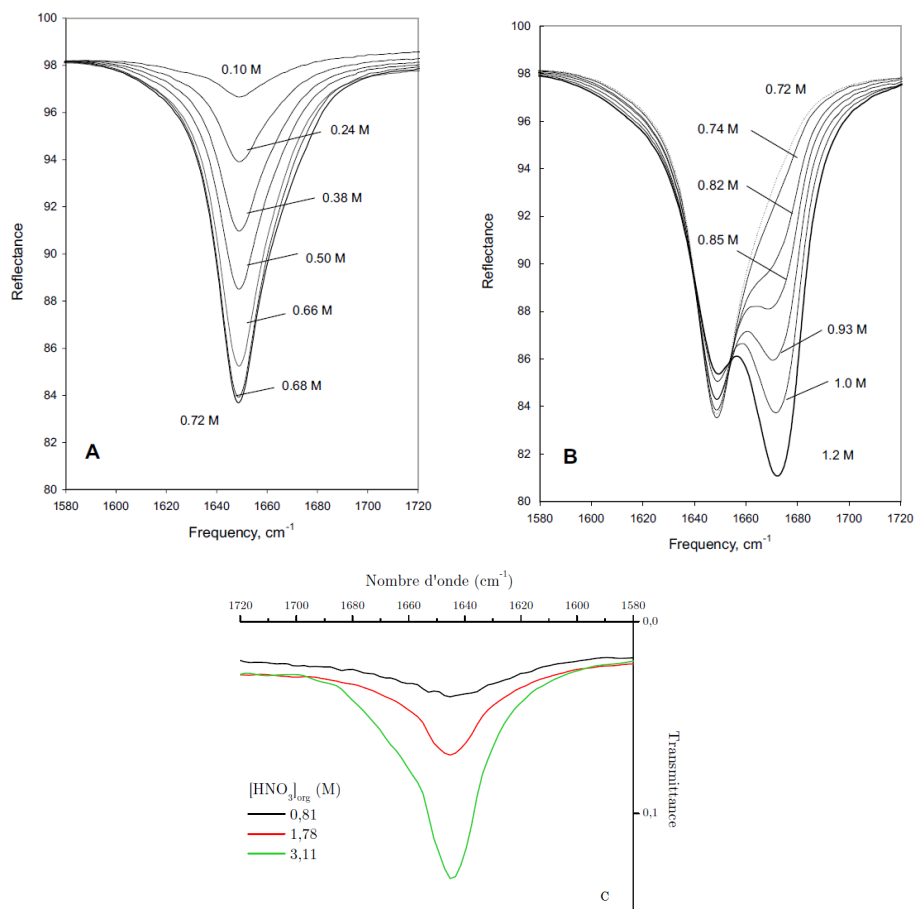 100
98
96
94
92
90
88
86
84
82
80
Reflectance
0.10 M
0.24 M
0.38 M
0.50 M
0.66 M
0.68 M
0.72 M
A
1580 1600 1620 1640 1660 1680 1700 1720
Frequency, cm-1
100
98
96
94
92
90
88
86
84
82
80
Reflectance
0.72 M
0.74 M
0.82 M
0.85 M
0.93 M
1.0 M
1.2 M
B
1580 1600 1620 1640 1660 1680 1700 1720
Frequency, cm-1
Nombre d'onde (cm-1)
1720 1700 1680 1660 1640 1620 1600 1580
0,0
0,1
Transmittance
[HNO3]org (M)
0,81
1,78
3,11
C